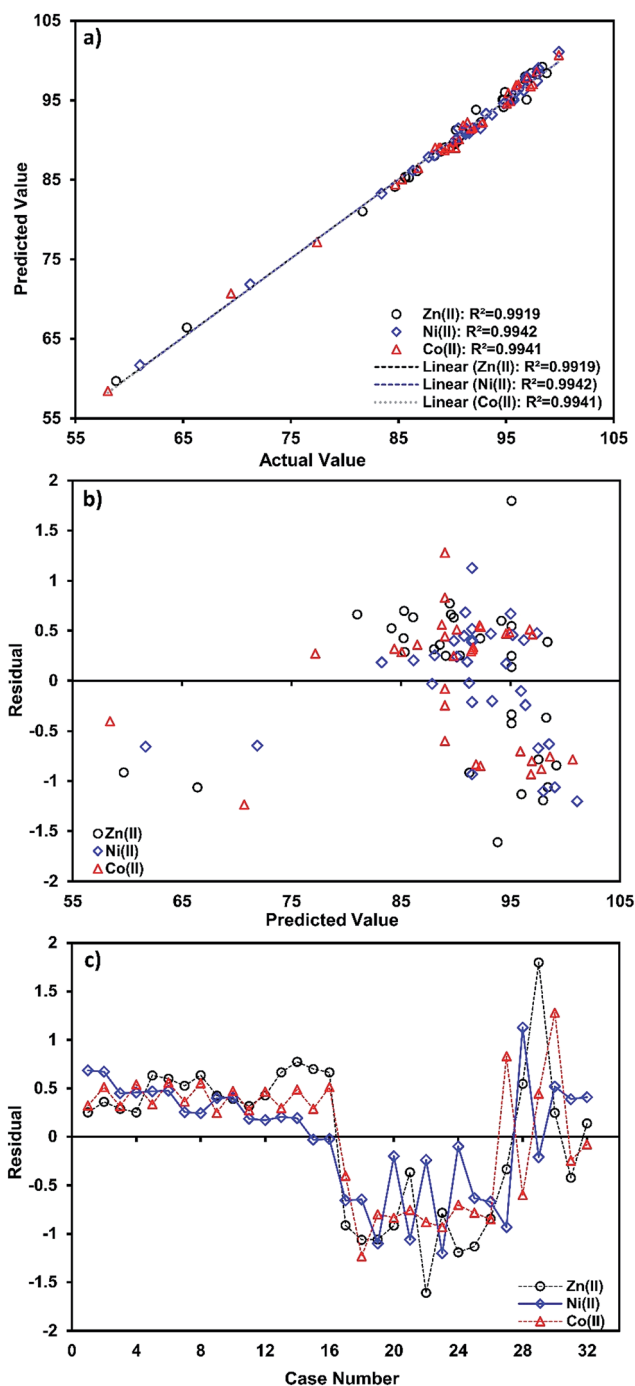 a)
105
95
85
75
65
55
Predicted Value
Zn(II): R²=0.9919
Ni(II): R²=0.9942
Co(II): R²=0.9941
Linear (Zn(II): R²=0.9919)
Linear (Ni(II): R²=0.9942)
Linear (Co(II): R²=0.9941)
55 65 75 85 95 105
Actual Value
b)
2
1.5
1
0.5
0
-0.5
-1
-1.5
-2
Residual
Zn(II)
Ni(II)
Co(II)
55 65 75 85 95 105
Predicted Value
c)
2
1.5
1
0.5
0
-0.5
-1
-1.5
-2
Residual
Zn(II)
Ni(II)
Co(II)
0 4 8 12 16 20 24 28 32
Case Number